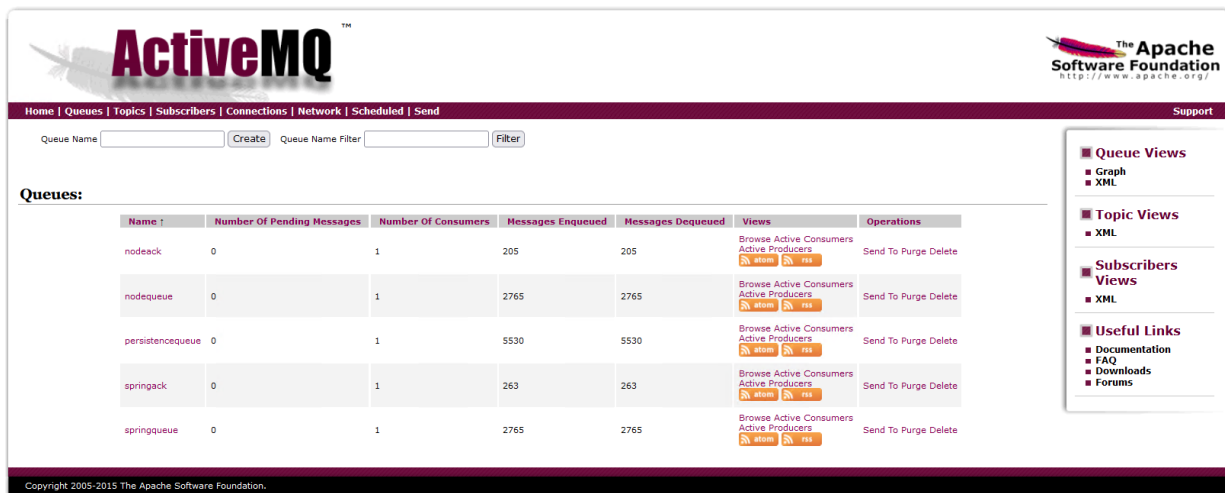 ActiveMQ ™
The Apache
Software Foundation
http://www.apache.org/
Home | Queues | Topics | Subscribers | Connections | Network | Scheduled | Send
Support
Queue Name Create Queue Name Filter Filter
Queues:
Name ↑ Number Of Pending Messages Number Of Consumers Messages Enqueued Messages Dequeued Views Operations
nodeack 0 1 205 205 Browse Active Consumers
Active Producers
atom rss
Send To Purge Delete
nodequeue 0 1 2765 2765 Browse Active Consumers
Active Producers
atom rss
Send To Purge Delete
persistencequeue 0 1 5530 5530 Browse Active Consumers
Active Producers
atom rss
Send To Purge Delete
springack 0 1 263 263 Browse Active Consumers
Active Producers
atom rss
Send To Purge Delete
springqueue 0 1 2765 2765 Browse Active Consumers
Active Producers
atom rss
Send To Purge Delete
Queue Views
Graph
XML
Topic Views
XML
Subscribers
Views
XML
Useful Links
Documentation
FAQ
Downloads
Forums
Copyright 2005-2015 The Apache Software Foundation.